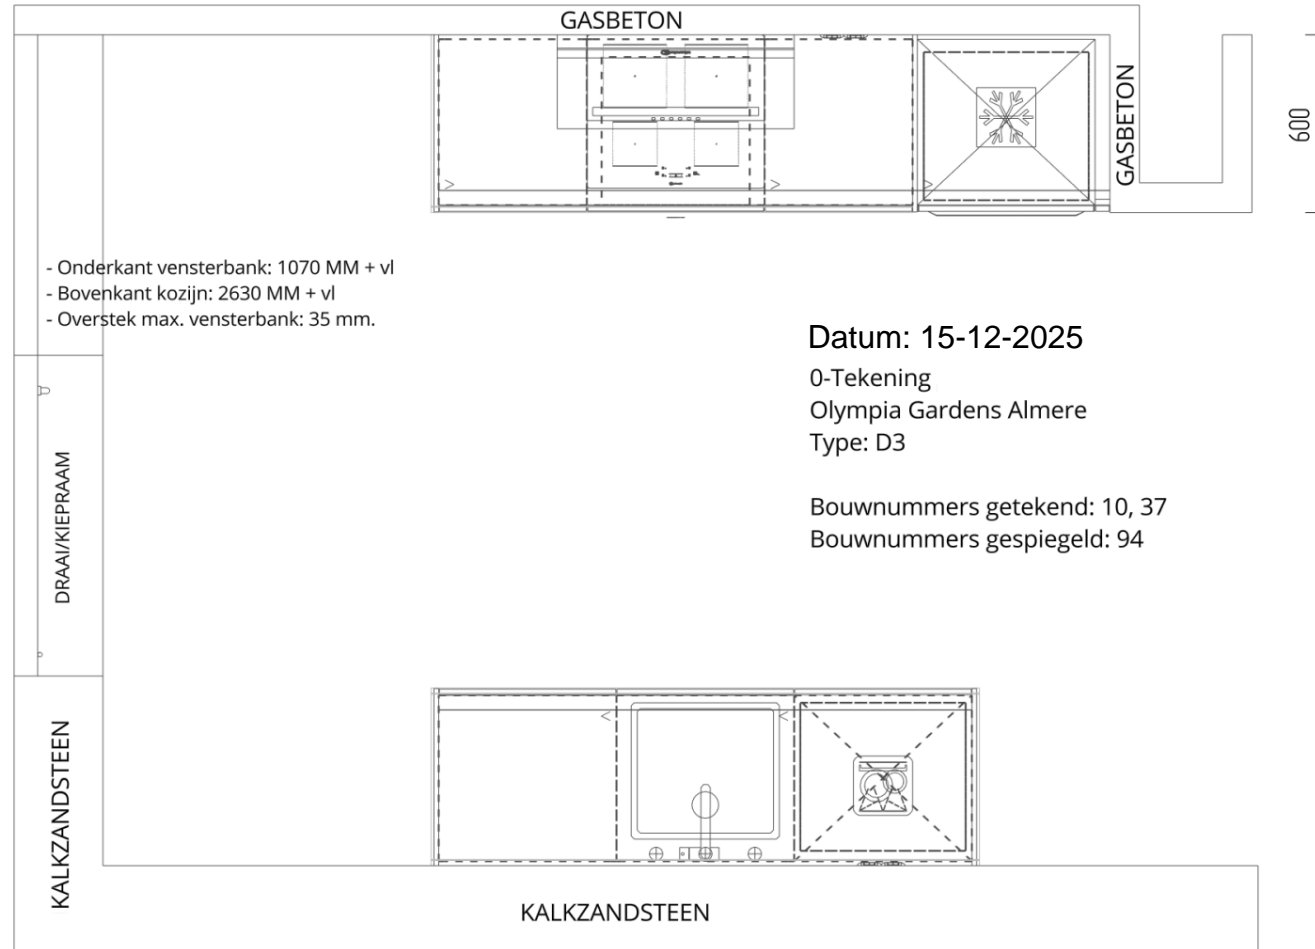 GASBETON
GASBETON
600
- Onderkant vensterbank: 1070 MM + vl
- Bovenkant kozijn: 2630 MM + vl
- Overstek max. vensterbank: 35 mm.
Datum: 15-12-2025
0-Tekening
Olympia Gardens Almere
Type: D3
Bouwnummers getekend: 10, 37
Bouwnummers gespiegeld: 94
DRAAI/KIEPRAAM
KALKZANDSTEEN
KALKZANDSTEEN